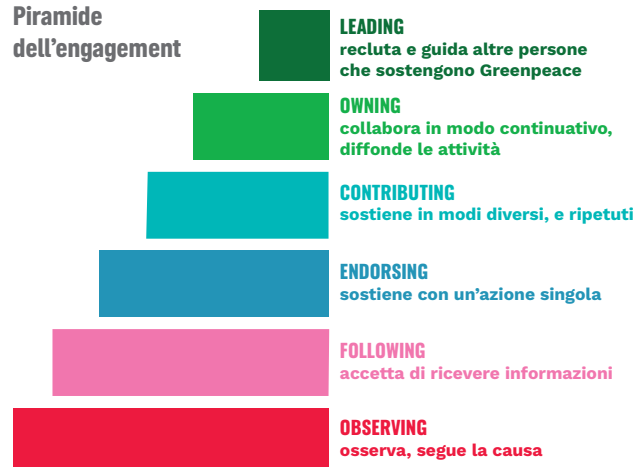 Piramide
dell'engagement
LEADING
recluta e guida altre persone
che sostengono Greenpeace
OWNING
collabora in modo continuativo,
diffonde le attività
CONTRIBUTING
sostiene in modi diversi, e ripetuti
ENDORSING
sostiene con un'azione singola
FOLLOWING
accetta di ricevere informazioni
OBSERVING
osserva, segue la causa